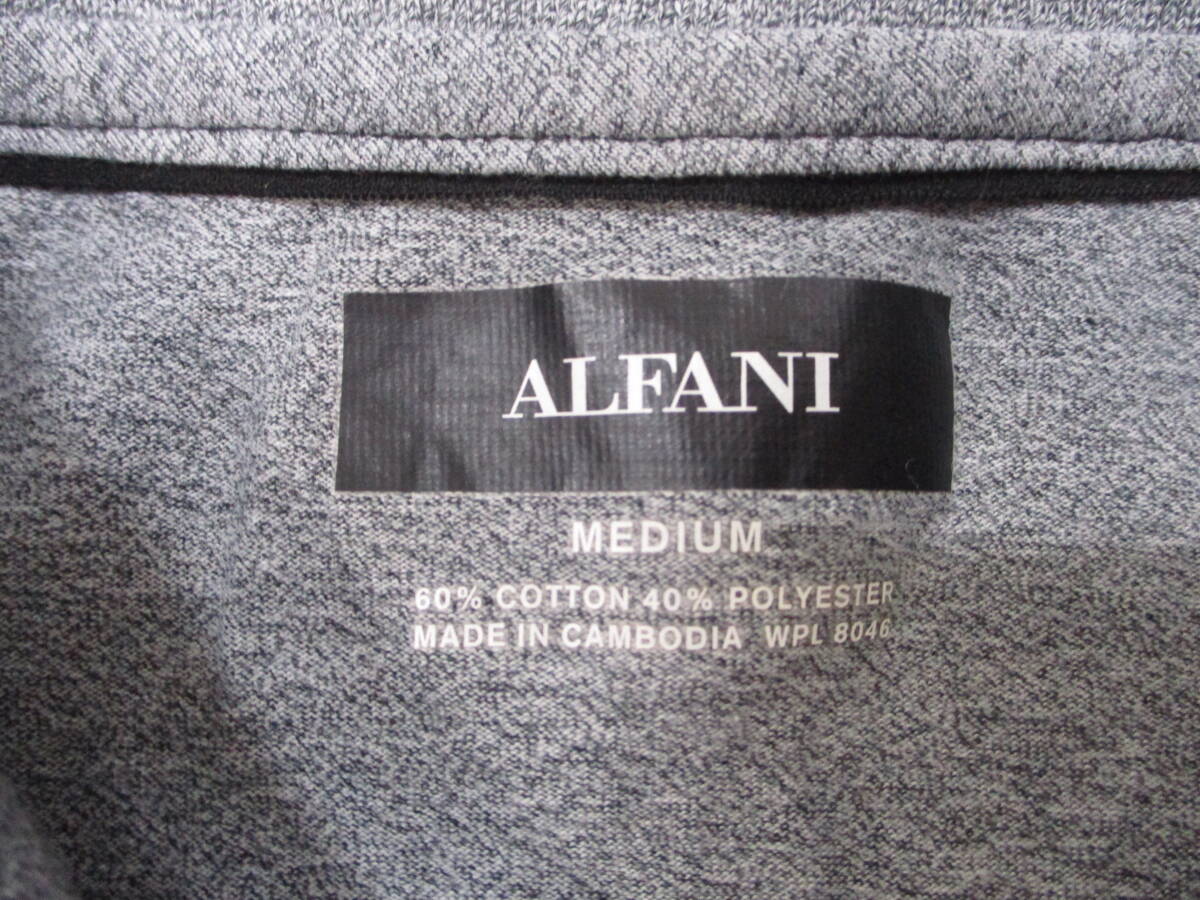 ALFANI
MEDIUM
60% COTTON 40% POLYESTER
MADE IN CAMBODIA WPL 8046